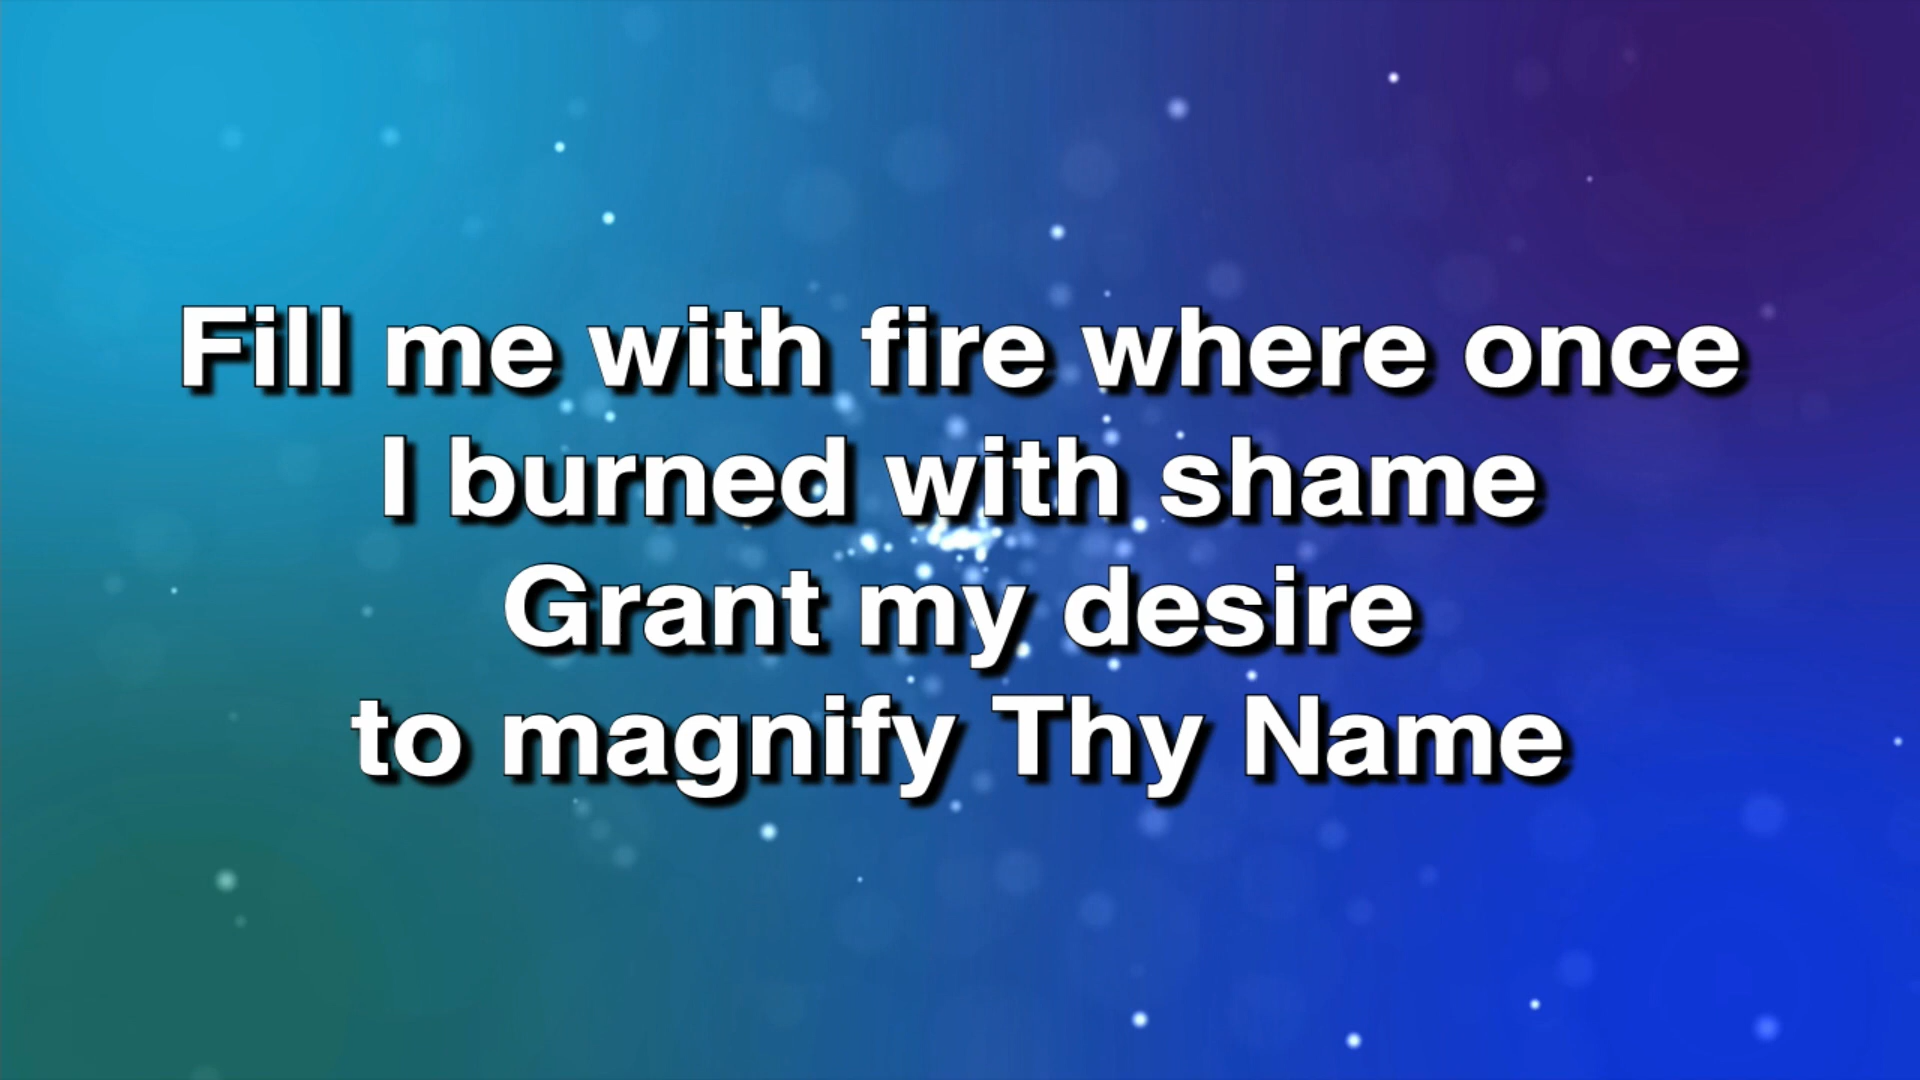 Fill me with fire where once
I burned with shame
Grant my desire
to magnify Thy Name